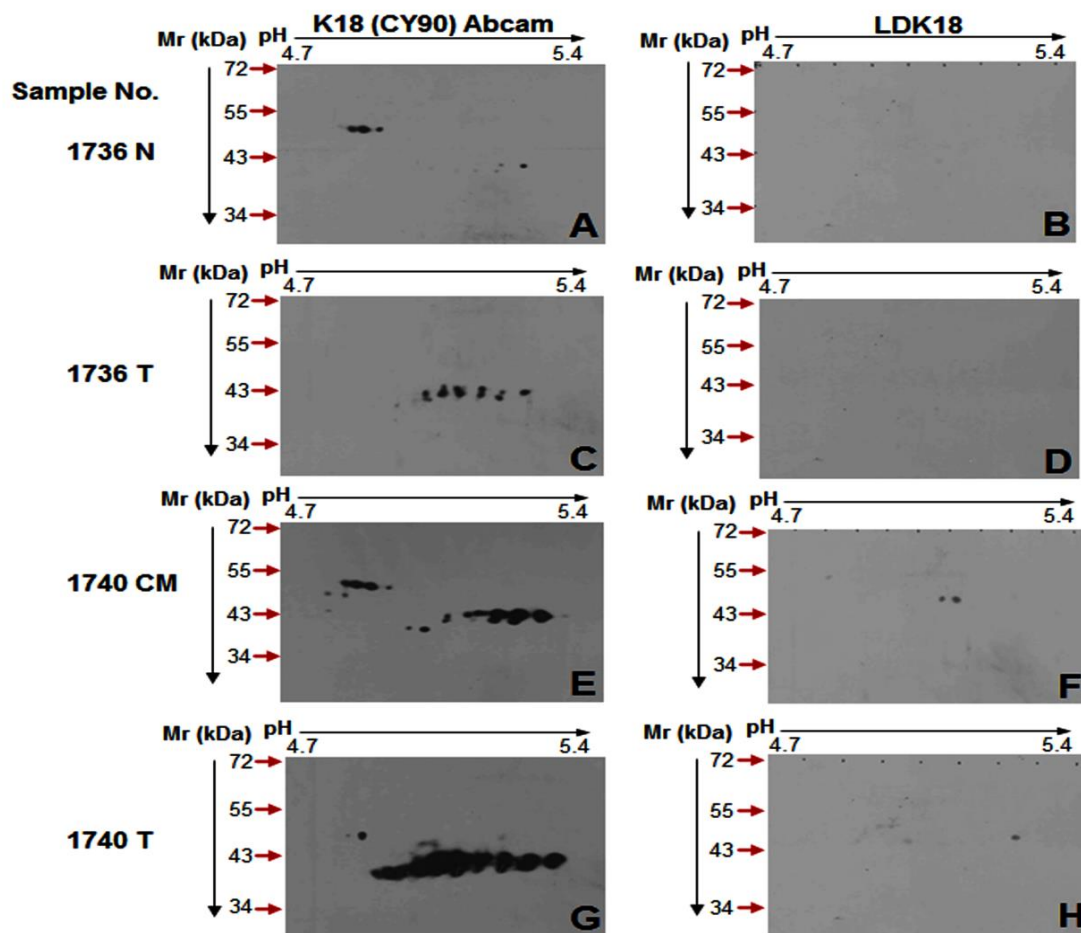 K18 (CY90) Abcam
LDK18
Sample No.
Mr (kDa) pH
4.7 5.4
72
55
43
34
1736 N
A
Mr (kDa) pH
4.7 5.4
72
55
43
34
B
Mr (kDa) pH
4.7 5.4
72
55
43
34
1736 T
C
Mr (kDa) pH
4.7 5.4
72
55
43
34
D
Mr (kDa) pH
4.7 5.4
72
55
43
34
1740 CM
E
Mr (kDa) pH
4.7 5.4
72
55
43
34
F
Mr (kDa) pH
4.7 5.4
72
55
43
34
1740 T
G
Mr (kDa) pH
4.7 5.4
72
55
43
34
H